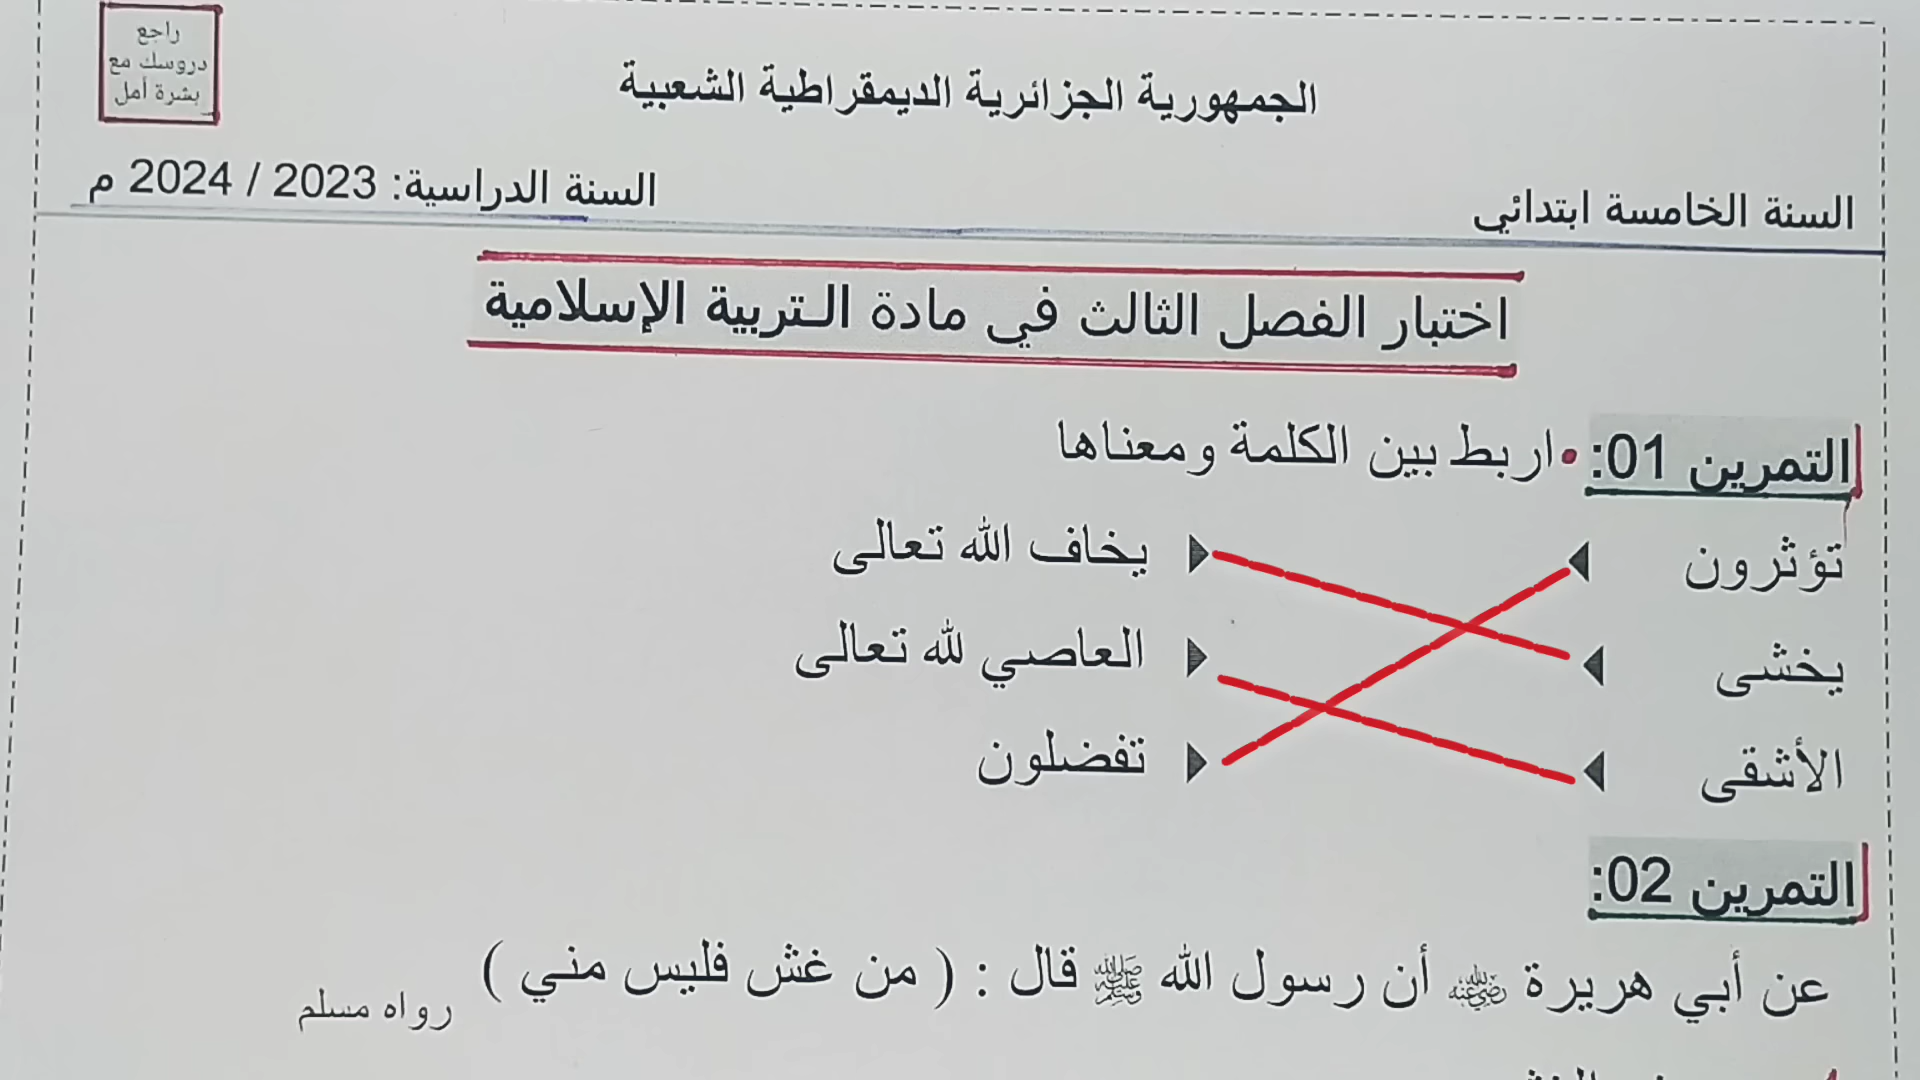 راجع
دروسك مع
بشرة أمل
الجمهورية الجزائرية الديمقراطية الشعبية
السنة الخامسة ابتدائي
السنة الدراسية: 2023 / 2024 م
اختبار الفصل الثالث في مادة التربية الإسلامية
التمرين 01: •اربط بين الكلمة ومعناها
تؤثرون
يخاف الله تعالى
يخشى
العاصي لله تعالى
الأشقى
تفضلون
التمرين 02:
عن أبي هريرة رضي الله عنه أن رسول الله ﷺ قال : ( من غش فليس مني )
رواه مسلم